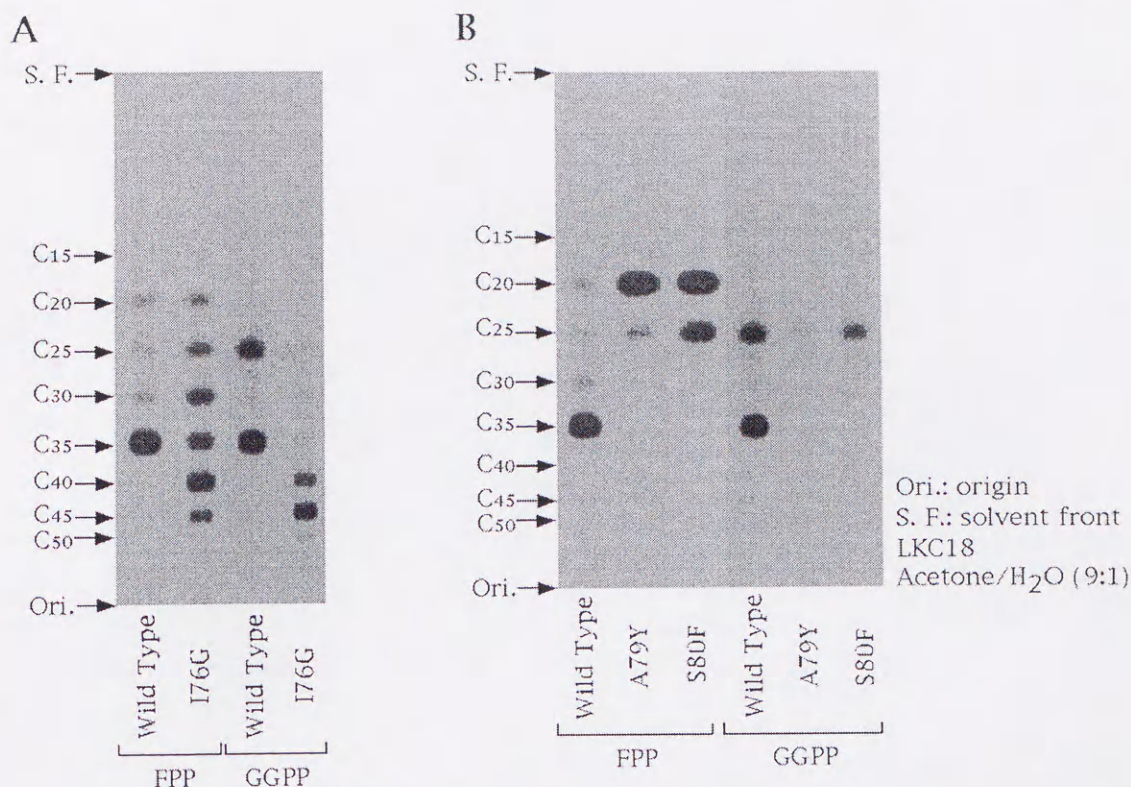 A
S. F.
C15
C20
C25
C30
C35
C40
C45
C50
Ori.
Wild Type
I76G
Wild Type
I76G
FPP
GGPP
B
S. F.
C15
C20
C25
C30
C35
C40
C45
C50
Ori.
Wild Type
A79Y
S80F
Wild Type
A79Y
S80F
FPP
GGPP
Ori.: origin
S. F.: solvent front
LKC18
Acetone/H₂O (9:1)